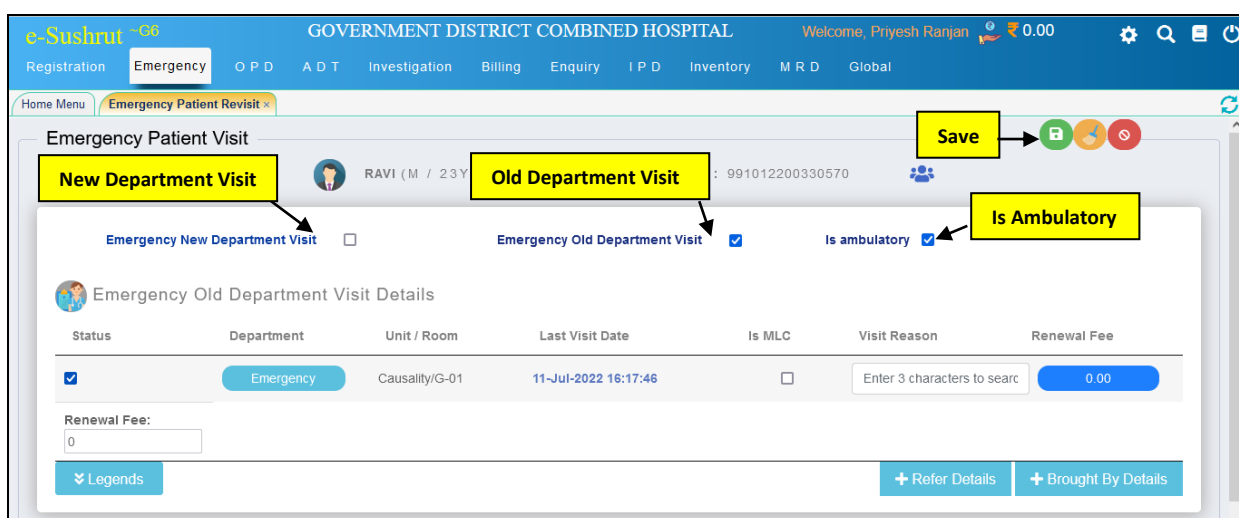 e-Sushrut ~G6 GOVERNMENT DISTRICT COMBINED HOSPITAL Welcome, Priyesh Ranjan ₹ 0.00
Registration Emergency OPD ADT Investigation Billing Enquiry IPD Inventory MRD Global
Home Menu Emergency Patient Revisit ×
Emergency Patient Visit Save
New Department Visit RAVI (M / 23Y Old Department Visit : 991012200330570
Is Ambulatory
Emergency New Department Visit Emergency Old Department Visit Is ambulatory
Emergency Old Department Visit Details
Status Department Unit / Room Last Visit Date Is MLC Visit Reason Renewal Fee
Emergency Causality/G-01 11-Jul-2022 16:17:46 Enter 3 characters to searc 0.00
Renewal Fee:
0
Legends + Refer Details + Brought By Details